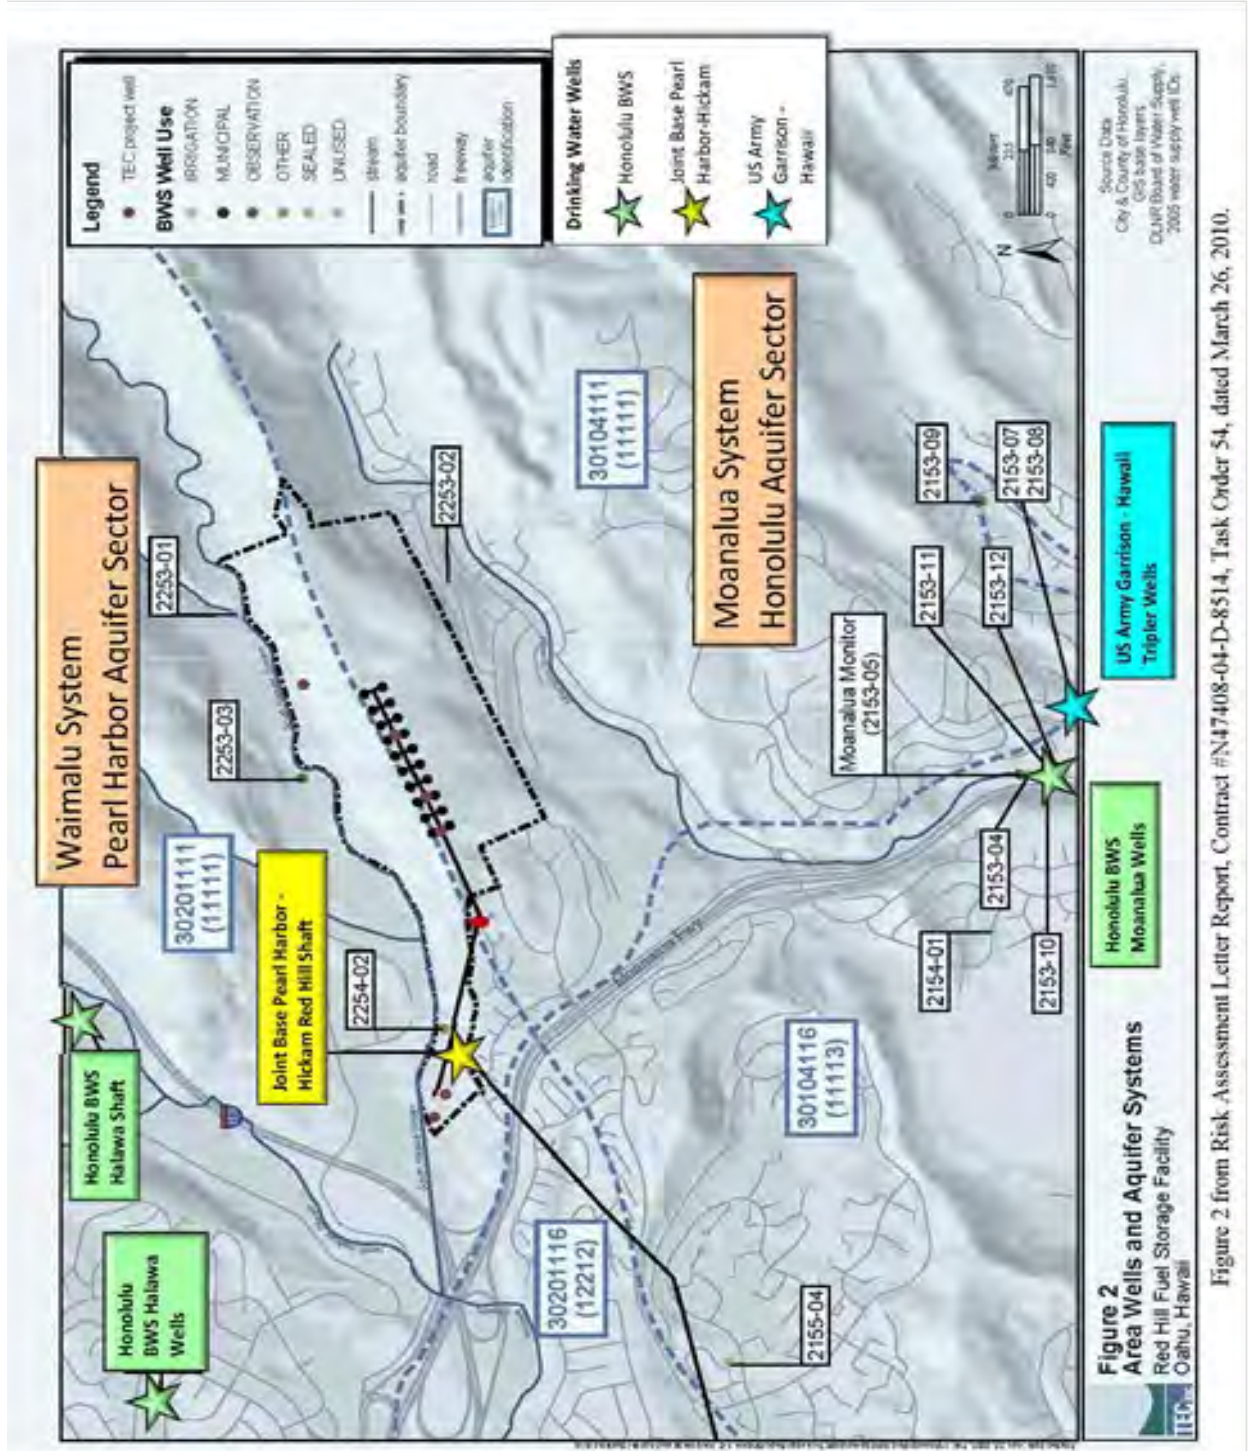 Waimalu System
Pearl Harbor Aquifer Sector
Legend
TEC project well
BWS Well Use
IRRIGATION
MUNICIPAL
OBSERVATION
OTHER
SEALED
UNUSED
stream
aquifer boundary
road
freeway
aquifer
identification
Drinking Water Wells
Honolulu BWS
Joint Base Pearl
Harbor-Hickam
US Army
Garrison -
Hawaii
Honolulu
BWS Halawa
Wells
Honolulu BWS
Halawa Shaft
30201111
(11111)
2253-01
2253-03
2253-02
2254-02
Joint Base Pearl Harbor -
Hickam Red Hill Shaft
30104111
(11111)
Moanalua System
Honolulu Aquifer Sector
Moanalua Fwy
30201116
(12212)
30104116
(11113)
2155-04
2154-01
2153-10
2153-04
Moanalua Monitor
(2153-05)
2153-11
2153-12
2153-09
2153-07
2153-08
N
Honolulu BWS
Moanalua Wells
US Army Garrison - Hawaii
Tripler Wells
TEC
Figure 2
Area Wells and Aquifer Systems
Red Hill Fuel Storage Facility
Oahu, Hawaii
Source Data
City & County of Honolulu
GIS base layers
DLNR Board of Water Supply,
2005 water supply well IDs
Figure 2 from Risk Assessment Letter Report, Contract #N47408-04-D-8514, Task Order 54, dated March 26, 2010.